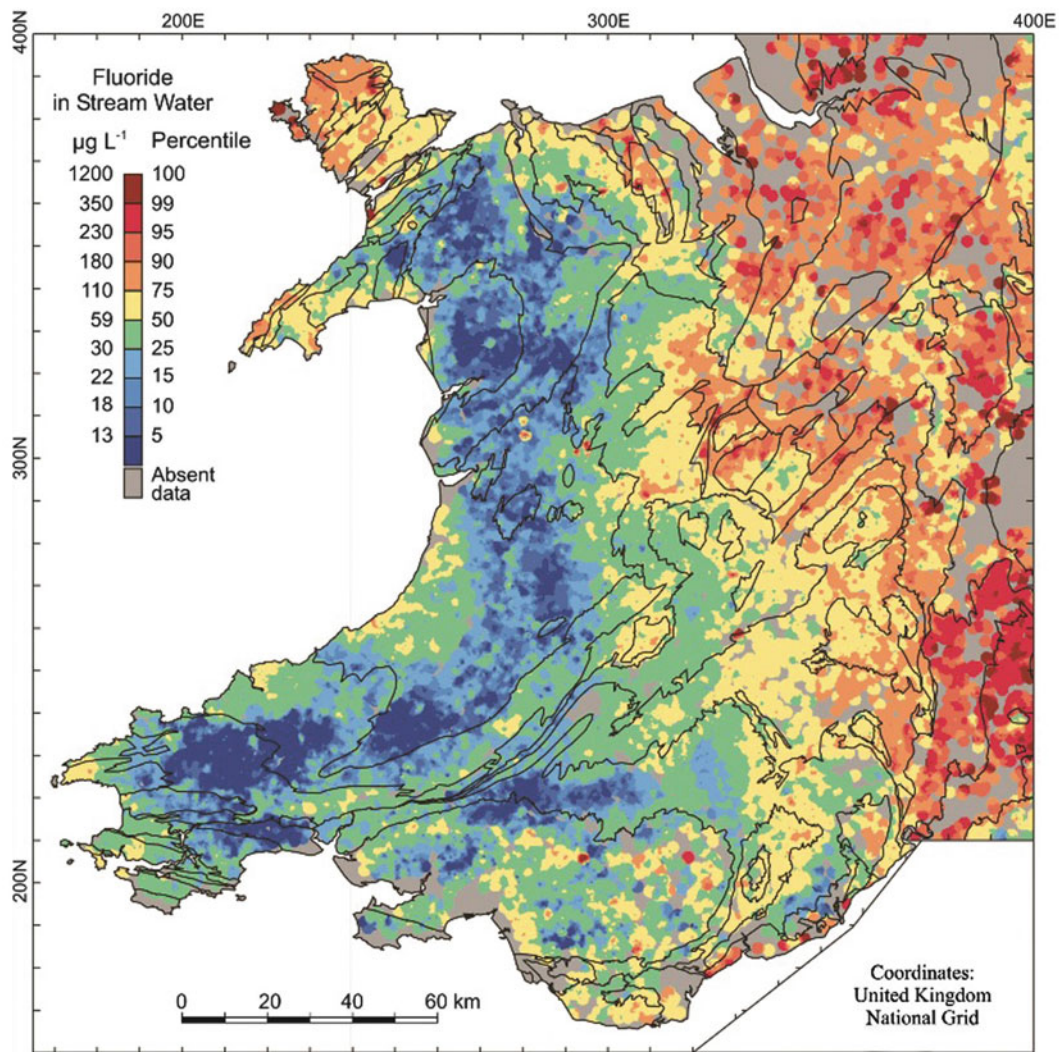 200E 300E 400E
400N
Fluoride
in Stream Water
µg L⁻¹ Percentile
1200 100
350 99
230 95
180 90
110 75
59 50
30 25
22 15
18 10
13 5
Absent
data
300N
200N
0 20 40 60 km
Coordinates:
United Kingdom
National Grid